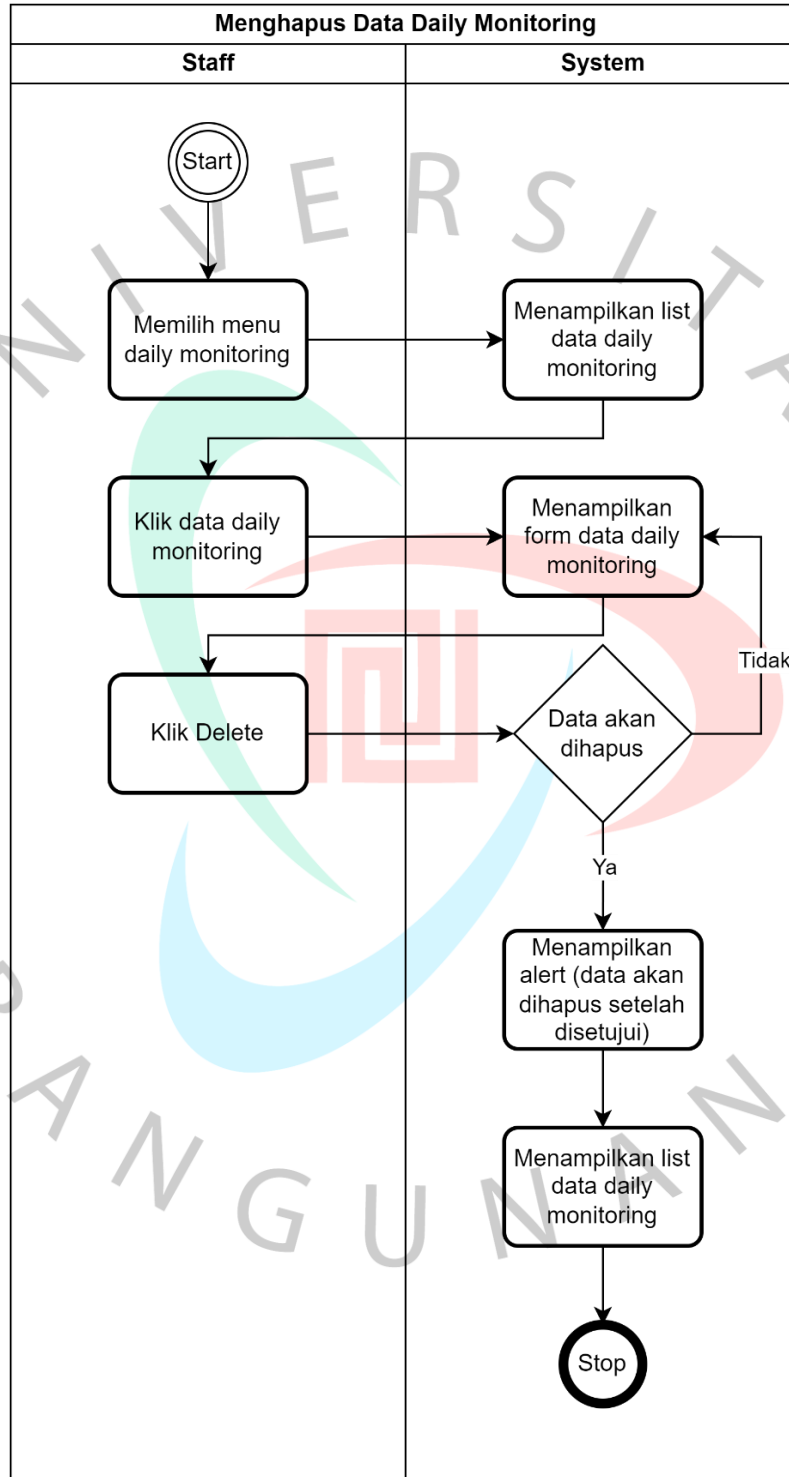 Menghapus Data Daily Monitoring
Staff
System
Start
Memilih menu
daily monitoring
Menampilkan list
data daily
monitoring
Klik data daily
monitoring
Menampilkan
form data daily
monitoring
Tidak
Klik Delete
Data akan
dihapus
Ya
Menampilkan
alert (data akan
dihapus setelah
disetujui)
Menampilkan list
data daily
monitoring
Stop
NIVERSITA
PANGUNAN